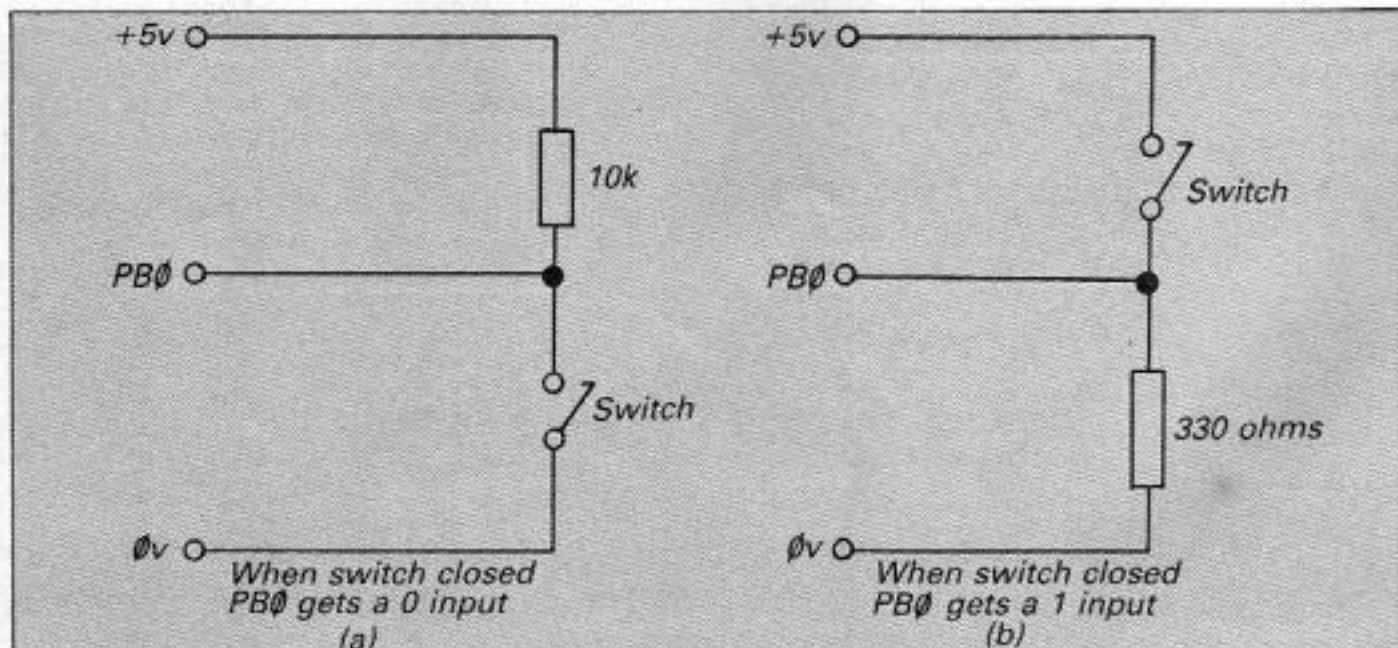 +5v
10k
PBØ
Switch
Øv
When switch closed
PBØ gets a 0 input
(a)
+5v
Switch
PBØ
330 ohms
Øv
When switch closed
PBØ gets a 1 input
(b)